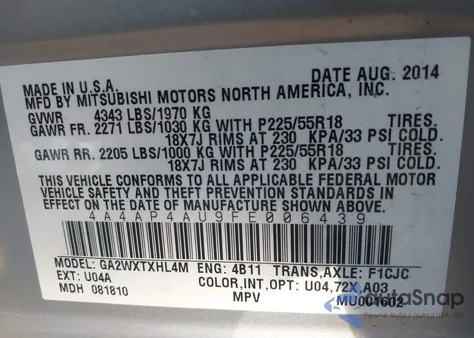 MADE IN U.S.A. DATE AUG. 2014
MFD BY MITSUBISHI MOTORS NORTH AMERICA, INC.
GVWR 4343 LBS/1970 KG
GAWR FR. 2271 LBS/1030 KG WITH P225/55R18 TIRES.
18X7J RIMS AT 230 KPA/33 PSI COLD.
GAWR RR. 2205 LBS/1000 KG WITH P225/55R18 TIRES.
18X7J RIMS AT 230 KPA/33 PSI COLD.
THIS VEHICLE CONFORMS TO ALL APPLICABLE FEDERAL MOTOR
VEHICLE SAFETY AND THEFT PREVENTION STANDARDS IN
EFFECT ON THE DATE OF MANUFACTURE SHOWN ABOVE.
4A4AP4AU9FE006439
MODEL: GA2WXTXHL4M ENG: 4B11 TRANS,AXLE: F1CJC
EXT: U04A COLOR,INT,OPT: U04,72X,A03
MDH 081810 MPV MU001602
AutaSnap
Prawdziwe historie aut z USA